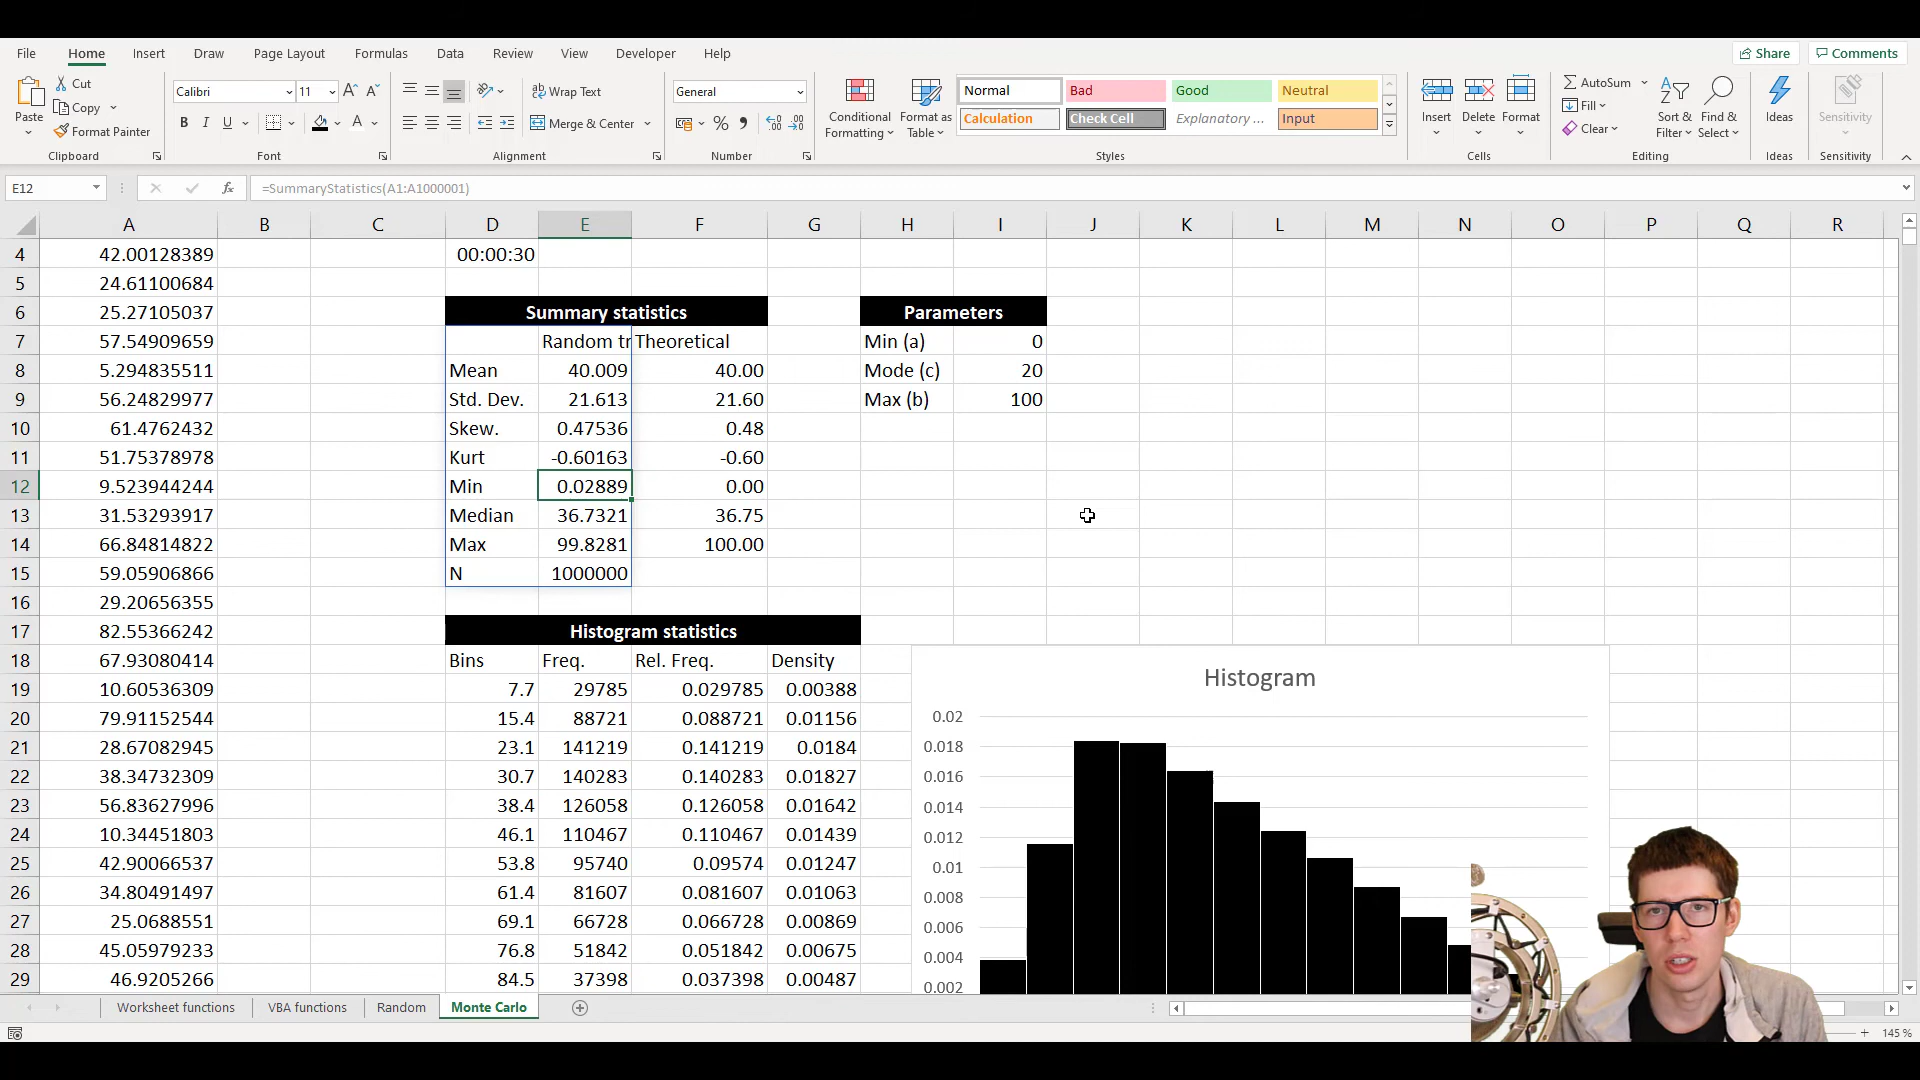 File Home Insert Draw Page Layout Formulas Data Review View Developer Help Share Comments
Paste Cut Copy Format Painter Clipboard
Calibri 11 A A B I U A Font
ab Wrap Text Merge & Center Alignment
General % Number
Conditional Formatting Format as Table Normal Bad Good Neutral Calculation Check Cell Explanatory ... Input Styles
Insert Delete Format Cells
AutoSum Fill Clear Sort & Filter Find & Select Editing
Ideas Ideas
Sensitivity Sensitivity
E12 fx =SummaryStatistics(A1:A1000001)
A B C D E F G H I J K L M N O P Q R
4 42.00128389 00:00:30
5 24.61100684
6 25.27105037 Summary statistics Parameters
7 57.54909659 Random tr Theoretical Min (a) 0
8 5.294835511 Mean 40.009 40.00 Mode (c) 20
9 56.24829977 Std. Dev. 21.613 21.60 Max (b) 100
10 61.4762432 Skew. 0.47536 0.48
11 51.75378978 Kurt -0.60163 -0.60
12 9.523944244 Min 0.02889 0.00
13 31.53293917 Median 36.7321 36.75
14 66.84814822 Max 99.8281 100.00
15 59.05906866 N 1000000
16 29.20656355
17 82.55366242 Histogram statistics
18 67.93080414 Bins Freq. Rel. Freq. Density
19 10.60536309 7.7 29785 0.029785 0.00388
20 79.91152544 15.4 88721 0.088721 0.01156
21 28.67082945 23.1 141219 0.141219 0.0184
22 38.34732309 30.7 140283 0.140283 0.01827
23 56.83627996 38.4 126058 0.126058 0.01642
24 10.34451803 46.1 110467 0.110467 0.01439
25 42.90066537 53.8 95740 0.09574 0.01247
26 34.80491497 61.4 81607 0.081607 0.01063
27 25.0688551 69.1 66728 0.066728 0.00869
28 45.05979233 76.8 51842 0.051842 0.00675
29 46.9205266 84.5 37398 0.037398 0.00487
Histogram
0.02
0.018
0.016
0.014
0.012
0.01
0.008
0.006
0.004
0.002
Worksheet functions VBA functions Random Monte Carlo
145 %